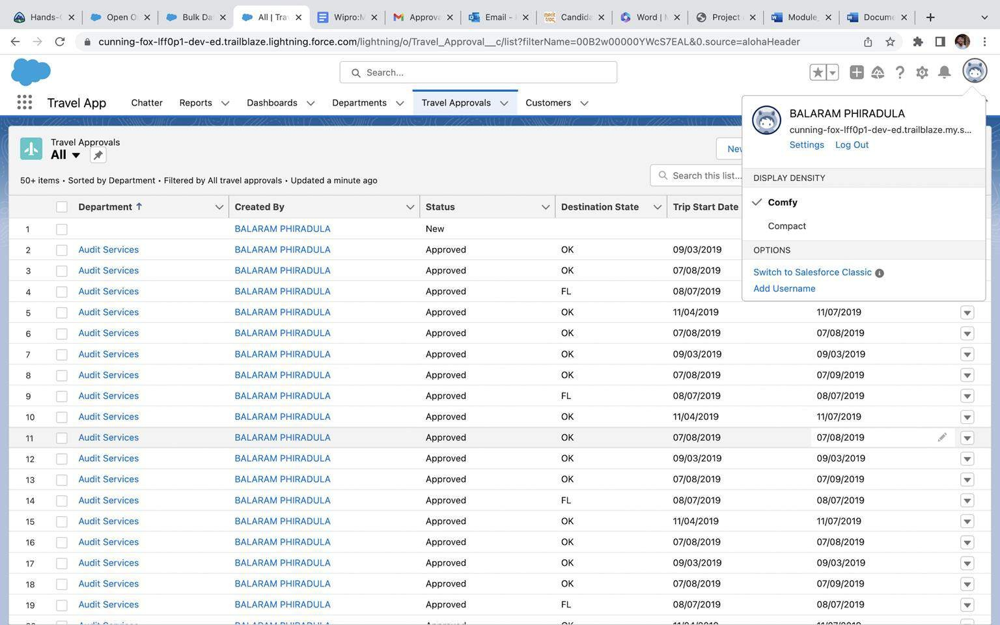 Hands-
Open O
Bulk Da
All | Tra
Wipro:M
Approva
Email -
Candida
Word |
Project
Module
Docume
cunning-fox-lff0p1-dev-ed.trailblaze.lightning.force.com/lightning/o/Travel_Approval__c/list?filterName=00B2w00000YWcS7EAL&0.source=alohaHeader
Search...
Travel App Chatter Reports Dashboards Departments Travel Approvals Customers
BALARAM PHIRADULA
cunning-fox-lff0p1-dev-ed.trailblaze.my.s...
Settings Log Out
DISPLAY DENSITY
Comfy
Compact
OPTIONS
Switch to Salesforce Classic
Add Username
Travel Approvals
All
New
50+ items • Sorted by Department • Filtered by All travel approvals • Updated a minute ago
Search this list...
Department ↑ Created By Status Destination State Trip Start Date
1 BALARAM PHIRADULA New
2 Audit Services BALARAM PHIRADULA Approved OK 09/03/2019
3 Audit Services BALARAM PHIRADULA Approved OK 07/08/2019
4 Audit Services BALARAM PHIRADULA Approved FL 08/07/2019
5 Audit Services BALARAM PHIRADULA Approved OK 11/04/2019 11/07/2019
6 Audit Services BALARAM PHIRADULA Approved OK 07/08/2019 07/08/2019
7 Audit Services BALARAM PHIRADULA Approved OK 09/03/2019 09/03/2019
8 Audit Services BALARAM PHIRADULA Approved OK 07/08/2019 07/09/2019
9 Audit Services BALARAM PHIRADULA Approved FL 08/07/2019 08/07/2019
10 Audit Services BALARAM PHIRADULA Approved OK 11/04/2019 11/07/2019
11 Audit Services BALARAM PHIRADULA Approved OK 07/08/2019 07/08/2019
12 Audit Services BALARAM PHIRADULA Approved OK 09/03/2019 09/03/2019
13 Audit Services BALARAM PHIRADULA Approved OK 07/08/2019 07/09/2019
14 Audit Services BALARAM PHIRADULA Approved FL 08/07/2019 08/07/2019
15 Audit Services BALARAM PHIRADULA Approved OK 11/04/2019 11/07/2019
16 Audit Services BALARAM PHIRADULA Approved OK 07/08/2019 07/08/2019
17 Audit Services BALARAM PHIRADULA Approved OK 09/03/2019 09/03/2019
18 Audit Services BALARAM PHIRADULA Approved OK 07/08/2019 07/09/2019
19 Audit Services BALARAM PHIRADULA Approved FL 08/07/2019 08/07/2019